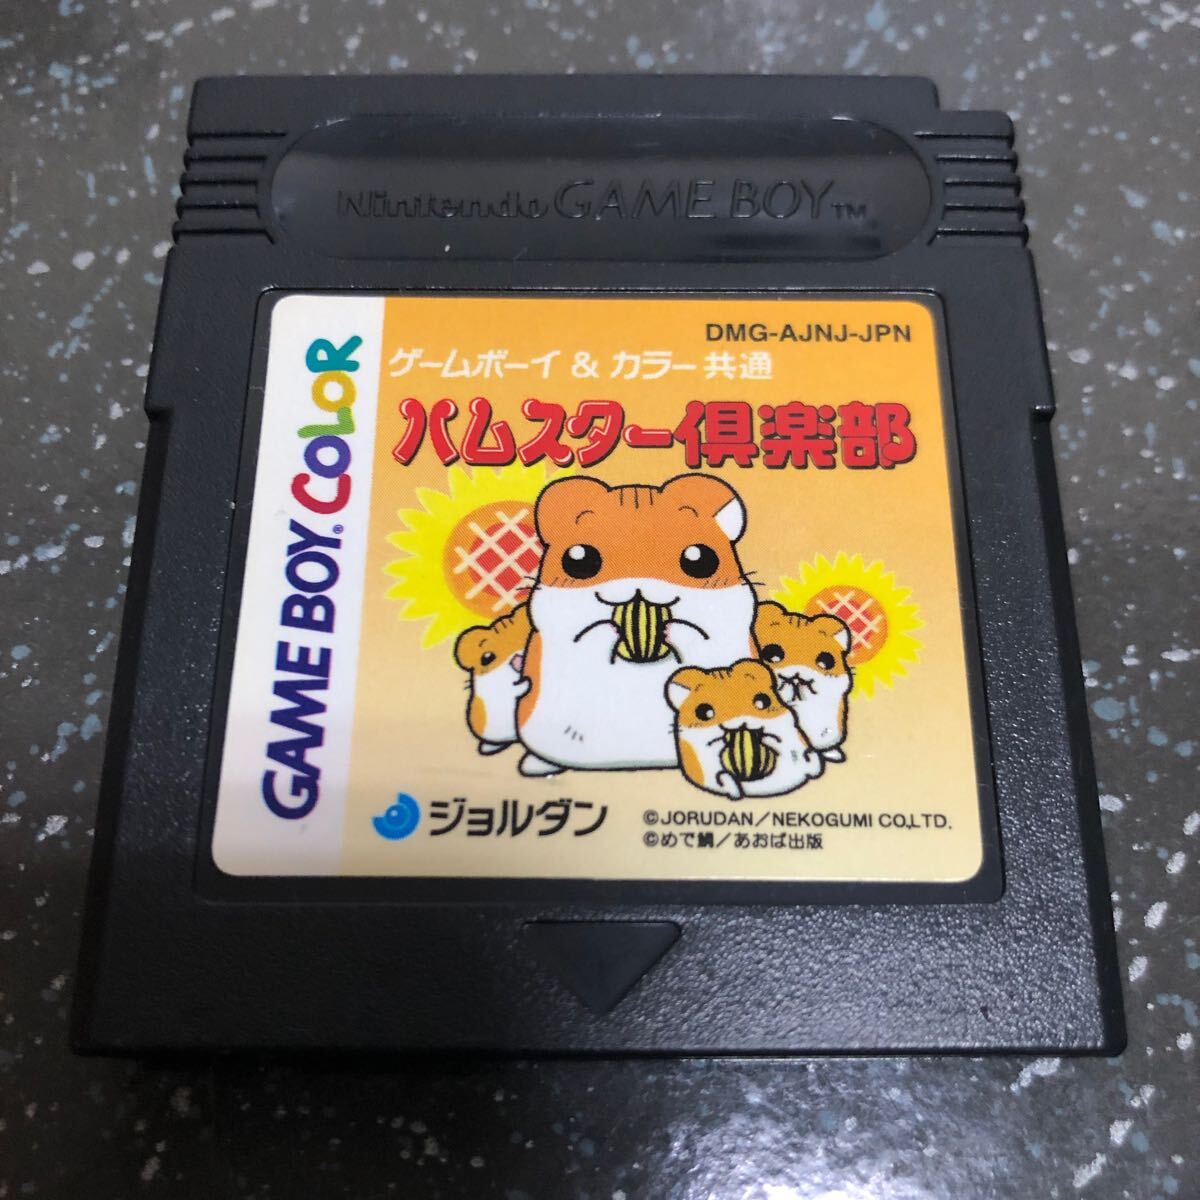 Nintendo GAME BOY™
GAME BOY® COLOR
DMG-AJNJ-JPN
ゲームボーイ & カラー共通
ハムスター倶楽部
ジョルダン
©JORUDAN／NEKOGUMI CO.,LTD.
©めで鯛／あおば出版